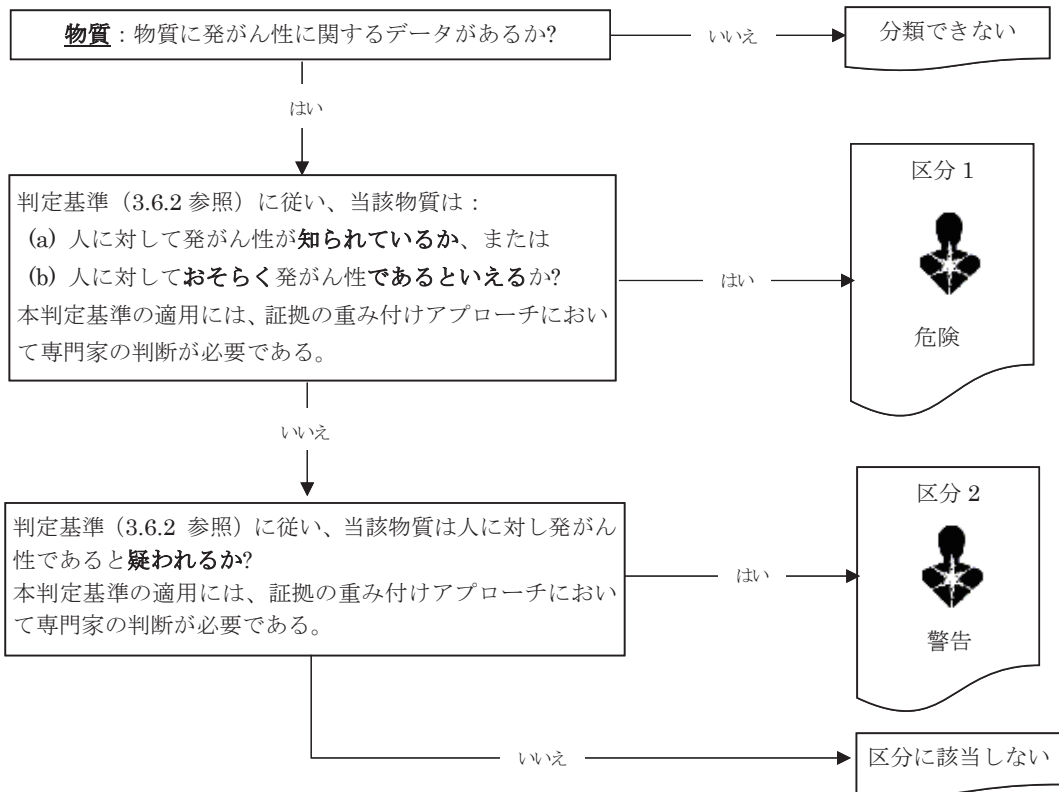 物質：物質に発がん性に関するデータがあるか?
いいえ
分類できない
はい
判定基準（3.6.2 参照）に従い、当該物質は：
(a) 人に対して発がん性が知られているか、または
(b) 人に対しておそらく発がん性であるといえるか?
本判定基準の適用には、証拠の重み付けアプローチにおい
て専門家の判断が必要である。
はい
区分 1
危険
いいえ
判定基準（3.6.2 参照）に従い、当該物質は人に対し発がん
性であると疑われるか?
本判定基準の適用には、証拠の重み付けアプローチにおい
て専門家の判断が必要である。
はい
区分 2
警告
いいえ
区分に該当しない